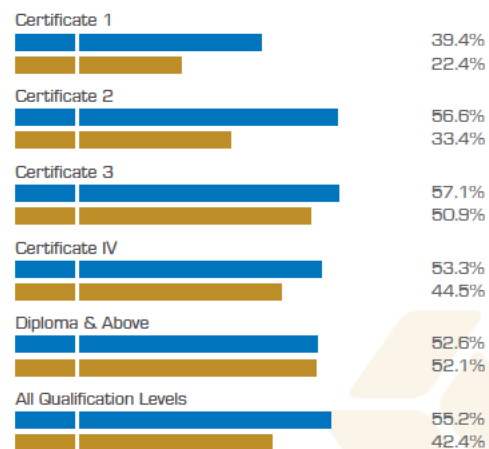 Certificate 1
39.4%
22.4%
Certificate 2
56.6%
33.4%
Certificate 3
57.1%
50.9%
Certificate IV
53.3%
44.5%
Diploma & Above
52.6%
52.1%
All Qualification Levels
55.2%
42.4%